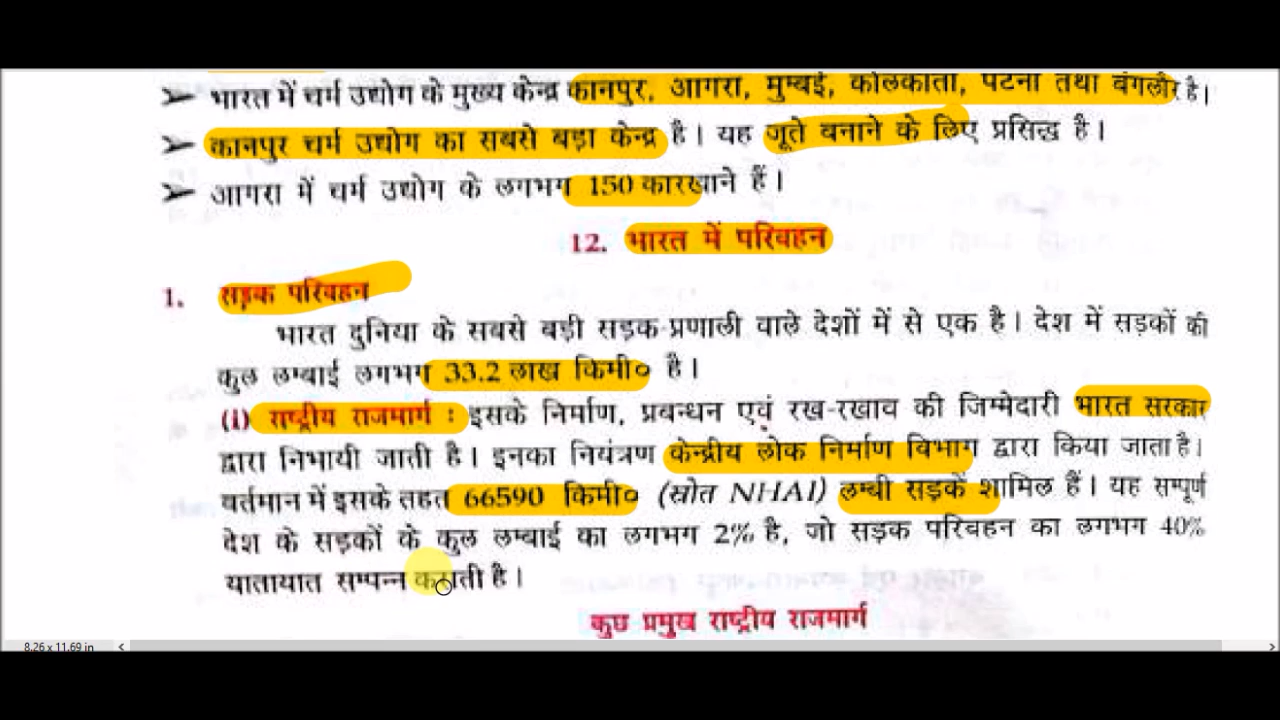 ➢ भारत में चर्म उद्योग के मुख्य केन्द्र कानपुर, आगरा, मुम्बई, कोलकाता, पटना तथा बंगलौर है।
➢ कानपुर चर्म उद्योग का सबसे बड़ा केन्द्र है। यह जूते बनाने के लिए प्रसिद्ध है।
➢ आगरा में चर्म उद्योग के लगभग 150 कारखाने हैं।
12. भारत में परिवहन
1. सड़क परिवहन
भारत दुनिया के सबसे बड़ी सड़क-प्रणाली वाले देशों में से एक है। देश में सड़कों की
कुल लम्बाई लगभग 33.2 लाख किमी० है।
(i) राष्ट्रीय राजमार्ग : इसके निर्माण, प्रबन्धन एवं रख-रखाव की जिम्मेदारी भारत सरकार
द्वारा निभायी जाती है। इनका नियंत्रण केन्द्रीय लोक निर्माण विभाग द्वारा किया जाता है।
वर्तमान में इसके तहत 66590 किमी० (स्रोत NHAI) लम्बी सड़कें शामिल हैं। यह सम्पूर्ण
देश के सड़कों के कुल लम्बाई का लगभग 2% है, जो सड़क परिवहन का लगभग 40%
यातायात सम्पन्न कराती है।
कुछ प्रमुख राष्ट्रीय राजमार्ग
8.26 x 11.69 in